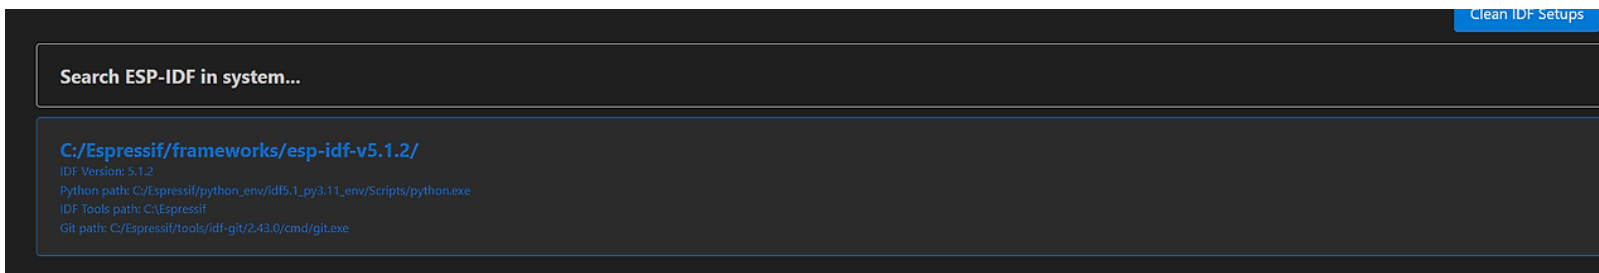 Clean IDF Setups
Search ESP-IDF in system...
C:/Espressif/frameworks/esp-idf-v5.1.2/
IDF Version: 5.1.2
Python path: C:/Espressif/python_env/idf5.1_py3.11_env/Scripts/python.exe
IDF Tools path: C:\Espressif
Git path: C:/Espressif/tools/idf-git/2.43.0/cmd/git.exe